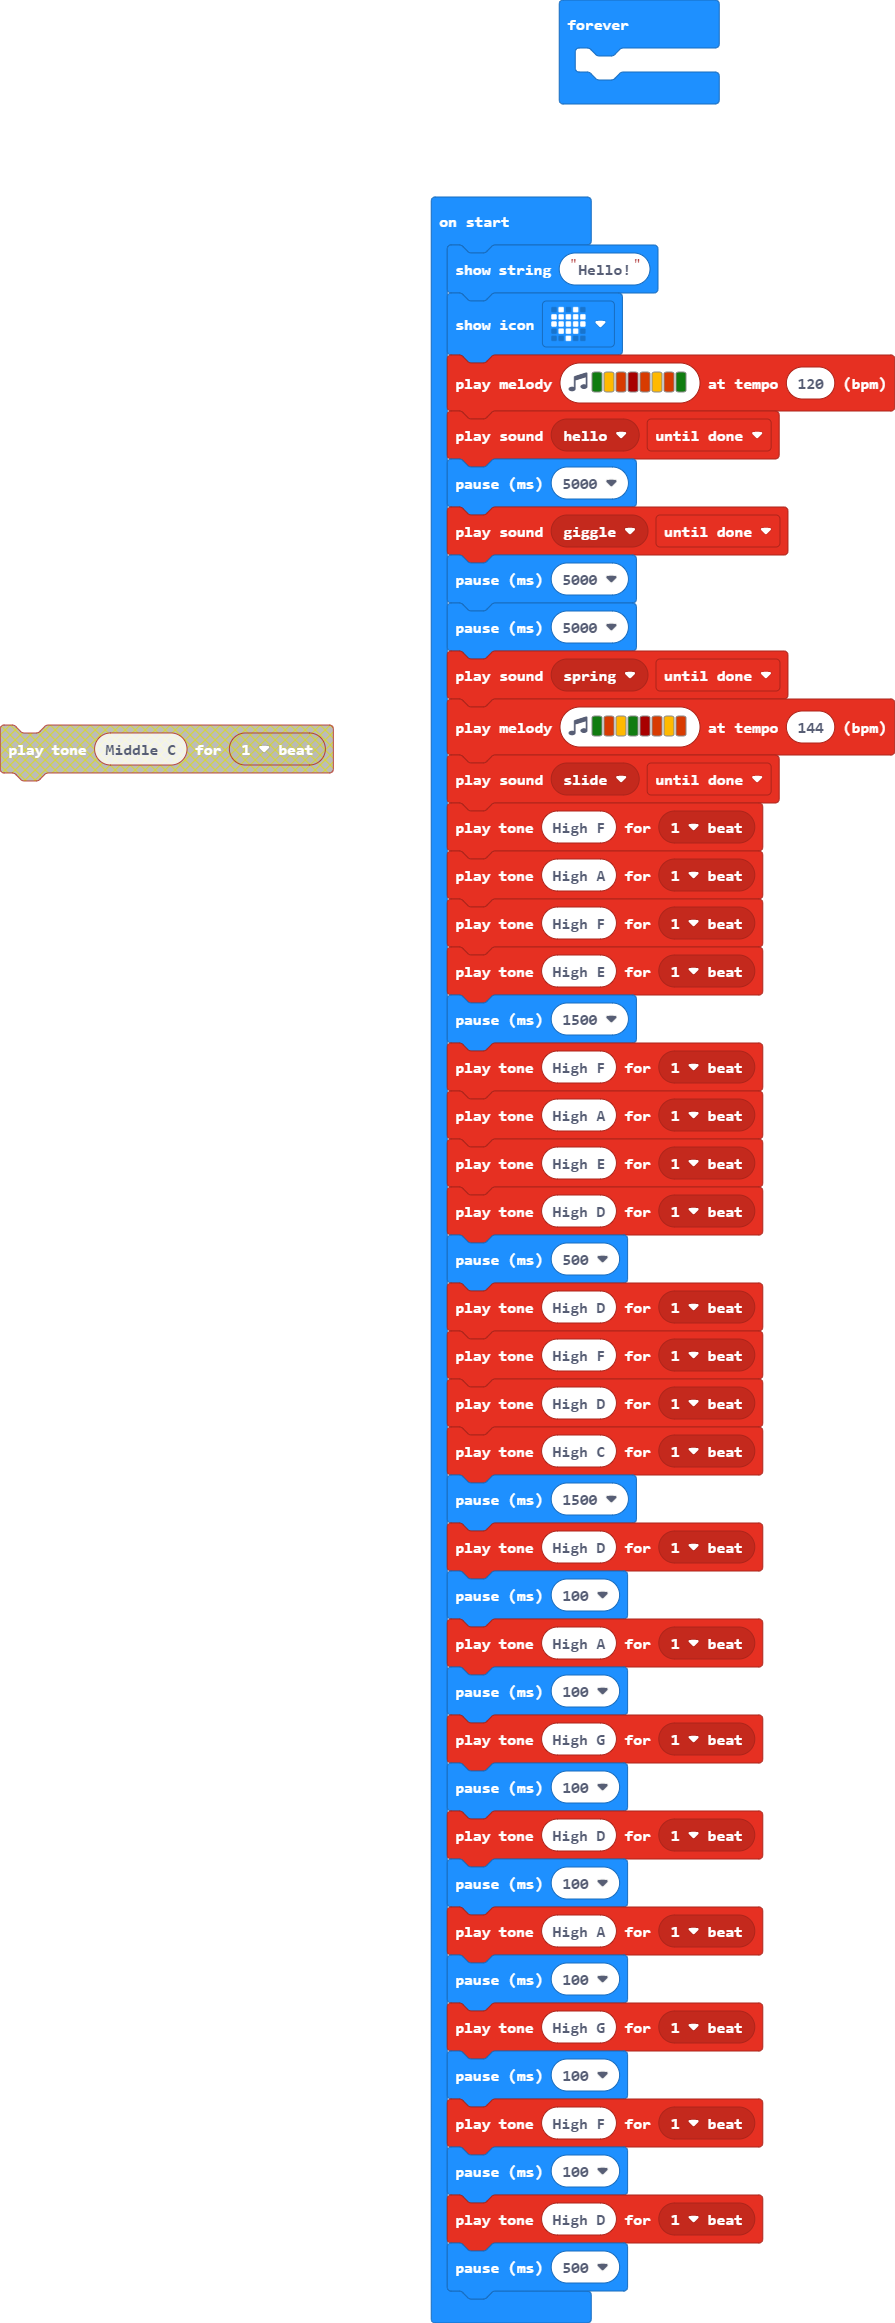 forever
on start
show string "Hello!"
show icon
play melody at tempo 120 (bpm)
play sound hello until done
pause (ms) 5000
play sound giggle until done
pause (ms) 5000
pause (ms) 5000
play sound spring until done
play melody at tempo 144 (bpm)
play tone Middle C for 1 beat
play sound slide until done
play tone High F for 1 beat
play tone High A for 1 beat
play tone High F for 1 beat
play tone High E for 1 beat
pause (ms) 1500
play tone High F for 1 beat
play tone High A for 1 beat
play tone High E for 1 beat
play tone High D for 1 beat
pause (ms) 500
play tone High D for 1 beat
play tone High F for 1 beat
play tone High D for 1 beat
play tone High C for 1 beat
pause (ms) 1500
play tone High D for 1 beat
pause (ms) 100
play tone High A for 1 beat
pause (ms) 100
play tone High G for 1 beat
pause (ms) 100
play tone High D for 1 beat
pause (ms) 100
play tone High A for 1 beat
pause (ms) 100
play tone High G for 1 beat
pause (ms) 100
play tone High F for 1 beat
pause (ms) 100
play tone High D for 1 beat
pause (ms) 500